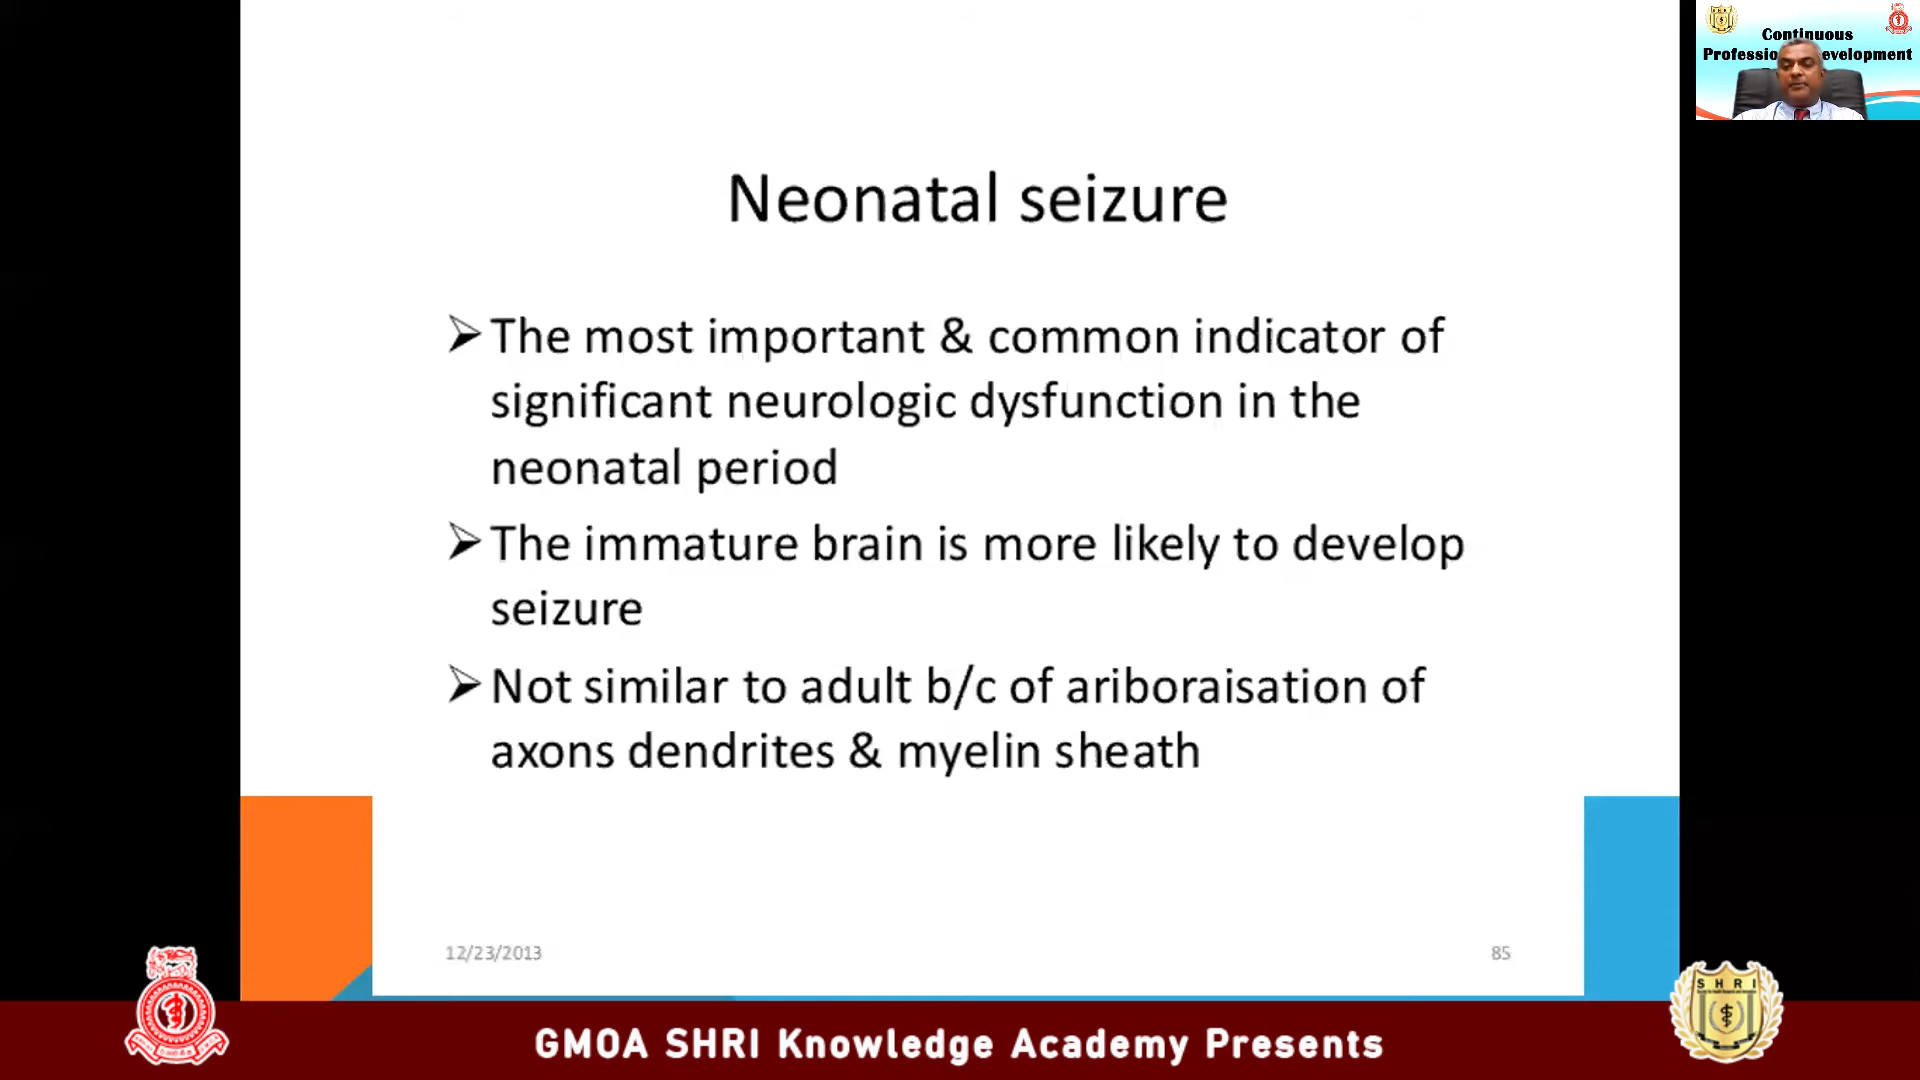 Continuous
Professio evelopment
Neonatal seizure
➢The most important & common indicator of
significant neurologic dysfunction in the
neonatal period
➢The immature brain is more likely to develop
seizure
➢Not similar to adult b/c of ariboraisation of
axons dendrites & myelin sheath
12/23/2013
85
SHRI
GMOA SHRI Knowledge Academy Presents